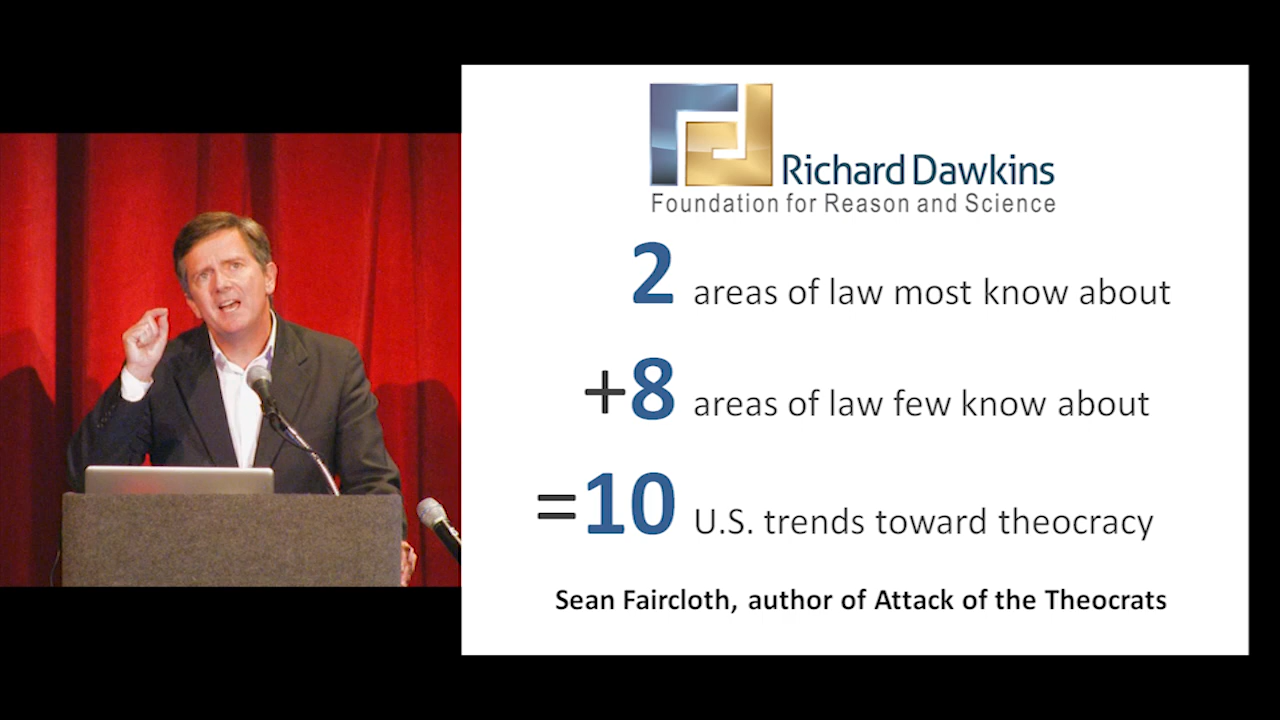 Richard Dawkins
Foundation for Reason and Science
2 areas of law most know about
+8 areas of law few know about
=10 U.S. trends toward theocracy
Sean Faircloth, author of Attack of the Theocrats